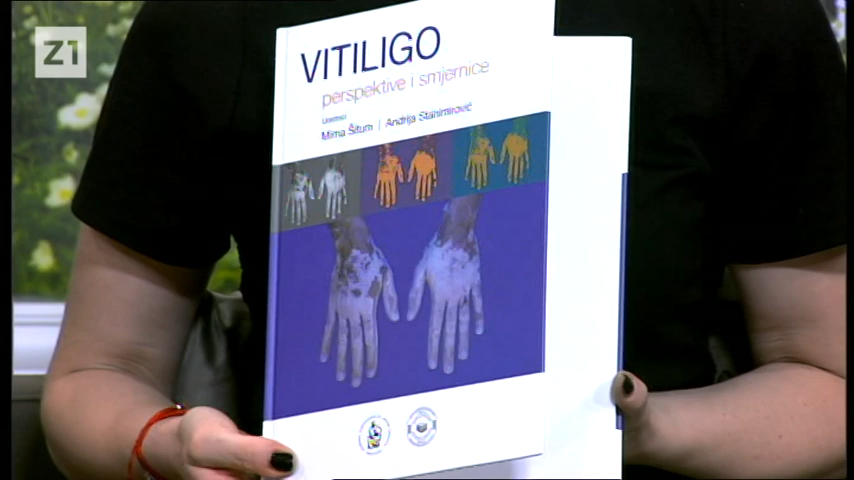 Z1
VITILIGO
perspektive i smjernice
Urednici
Mirna Šitum | Andrija Stanimirović